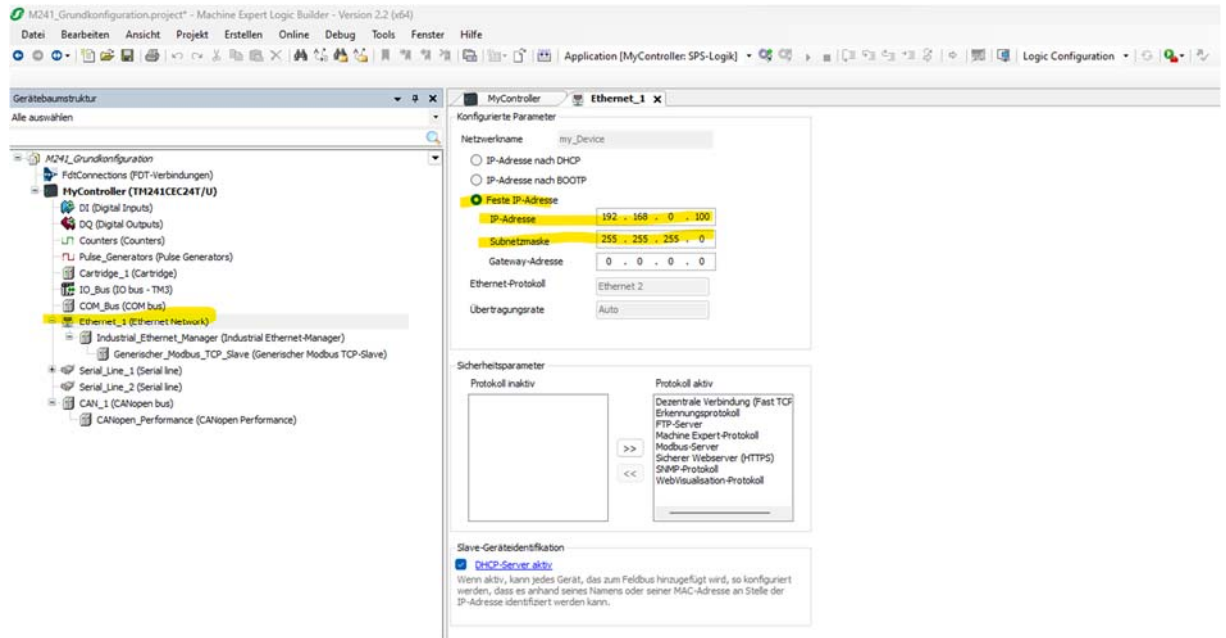 M241_Grundkonfiguration.project* - Machine Expert Logic Builder - Version 2.2 (x64)
Datei Bearbeiten Ansicht Projekt Erstellen Online Debug Tools Fenster Hilfe
Application [MyController: SPS-Logik]
Logic Configuration
Gerätebaumstruktur
Alle auswählen
M241_Grundkonfiguration
FdtConnections (FDT-Verbindungen)
MyController (TM241CEC24T/U)
DI (Digital Inputs)
DQ (Digital Outputs)
Counters (Counters)
Pulse_Generators (Pulse Generators)
Cartridge_1 (Cartridge)
IO_Bus (IO bus - TM3)
COM_Bus (COM bus)
Ethernet_1 (Ethernet Network)
Industrial_Ethernet_Manager (Industrial Ethernet-Manager)
Generischer_Modbus_TCP_Slave (Generischer Modbus TCP-Slave)
Serial_Line_1 (Serial line)
Serial_Line_2 (Serial line)
CAN_1 (CANopen bus)
CANopen_Performance (CANopen Performance)
MyController Ethernet_1
Konfigurierte Parameter
Netzwerkname my_Device
IP-Adresse nach DHCP
IP-Adresse nach BOOTP
Feste IP-Adresse
IP-Adresse 192 . 168 . 0 . 100
Subnetzmaske 255 . 255 . 255 . 0
Gateway-Adresse 0 . 0 . 0 . 0
Ethernet-Protokoll Ethernet 2
Übertragungsrate Auto
Sicherheitsparameter
Protokoll inaktiv Protokoll aktiv
Dezentrale Verbindung (Fast TCP
Erkennungsprotokoll
FTP-Server
Machine Expert-Protokoll
Modbus-Server
Sicherer Webserver (HTTPS)
SNMP-Protokoll
WebVisualisation-Protokoll
>>
<<
Slave-Geräteidentifikation
DHCP-Server aktiv
Wenn aktiv, kann jedes Gerät, das zum Feldbus hinzugefügt wird, so konfiguriert
werden, dass es anhand seines Namens oder seiner MAC-Adresse an Stelle der
IP-Adresse identifiziert werden kann.